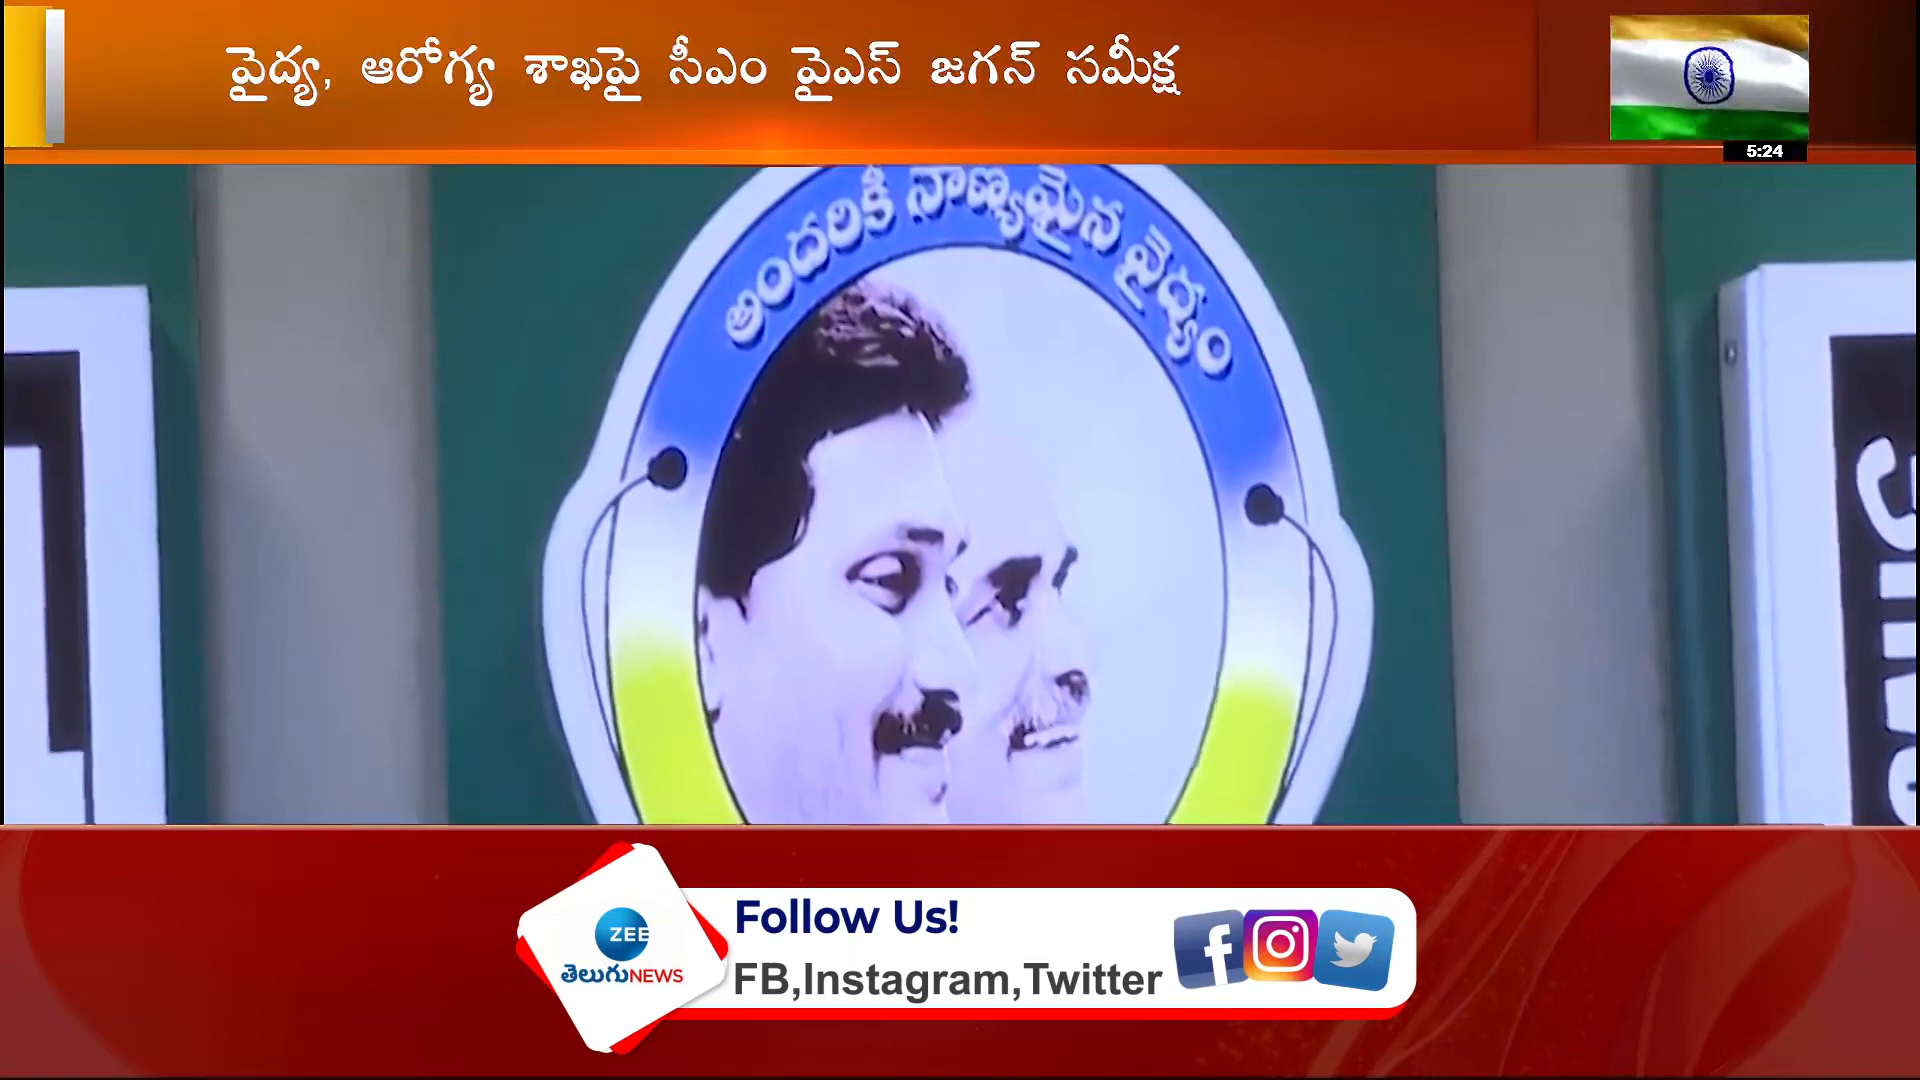 వైద్య, ఆరోగ్య శాఖపై సీఎం వైఎస్ జగన్ సమీక్ష
5:24
అందరికీ నాణ్యమైన వైద్యం
ZEE
తెలుగు NEWS
Follow Us!
FB,Instagram,Twitter